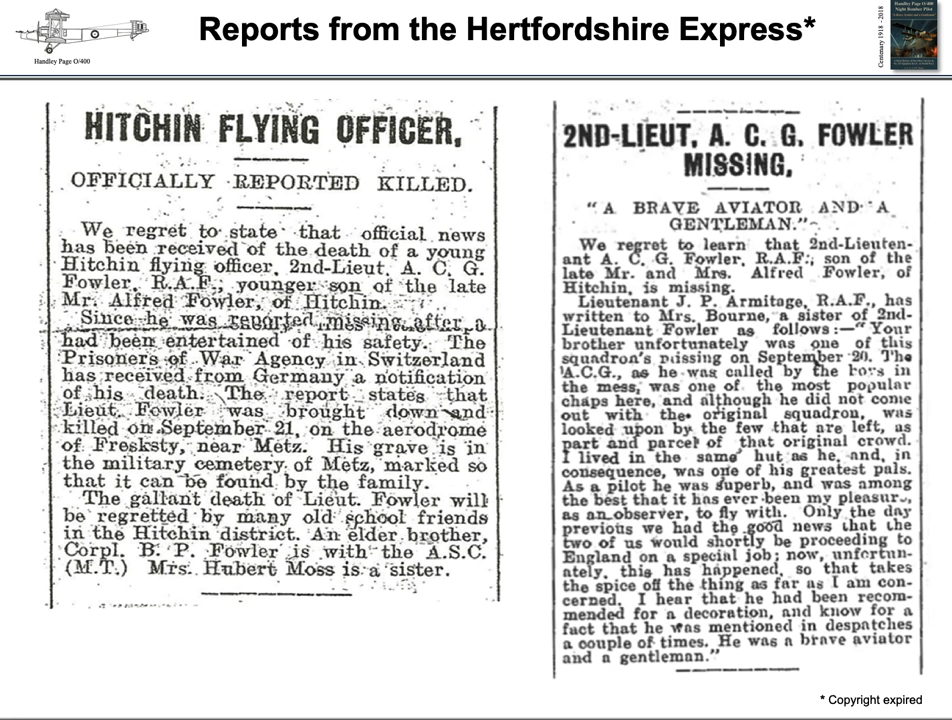 Reports from the Hertfordshire Express*
Handley Page O/400
Centenary 1918 - 2018
Handley Page O/400
Night Bomber Pilot
HITCHIN FLYING OFFICER,
OFFICIALLY REPORTED KILLED.
We regret to state that official news
has been received of the death of a young
Hitchin flying officer, 2nd-Lieut. A. C. G.
Fowler, R.A.F., younger son of the late
Mr. Alfred Fowler, of Hitchin.
Since he was reported missing after a
had been entertained of his safety. The
Prisoners of War Agency in Switzerland
has received from Germany a notification
of his death. The report states that
Lieut. Fowler was brought down and
killed on September 21, on the aerodrome
of Fresksty, near Metz. His grave is in
the military cemetery of Metz, marked so
that it can be found by the family.
The gallant death of Lieut. Fowler will
be regretted by many old school friends
in the Hitchin district. An elder brother,
Corpl. B. P. Fowler is with the A.S.C.
(M.T.) Mrs. Hubert Moss is a sister.
2ND-LIEUT. A. C. G. FOWLER
MISSING,
"A BRAVE AVIATOR AND A
GENTLEMAN."
We regret to learn that 2nd-Lieuten-
ant A. C. G. Fowler, R.A.F., son of the
late Mr. and Mrs. Alfred Fowler, of
Hitchin, is missing.
Lieutenant J. P. Armitage, R.A.F., has
written to Mrs. Bourne, a sister of 2nd-
Lieutenant Fowler as follows:—"Your
brother unfortunately was one of this
squadron's missing on September 20. The
'A.C.G., as he was called by the boys in
the mess, was one of the most popular
chaps here, and although he did not come
out with the original squadron, was
looked upon by the few that are left, as
part and parcel of that original crowd.
I lived in the same hut as he, and, in
consequence, was one of his greatest pals.
As a pilot he was superb, and was among
the best that it has ever been my pleasure,
as an observer, to fly with. Only the day
previous we had the good news that the
two of us would shortly be proceeding to
England on a special job; now, unfortun-
ately, this has happened, so that takes
the spice off the thing as far as I am con-
cerned. I hear that he had been recom-
mended for a decoration, and know for a
fact that he was mentioned in despatches
a couple of times. He was a brave aviator
and a gentleman."
* Copyright expired